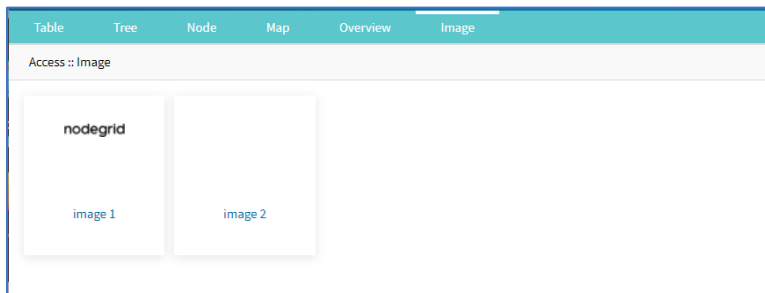 Table Tree Node Map Overview Image
Access :: Image
nodegrid
image 1 image 2